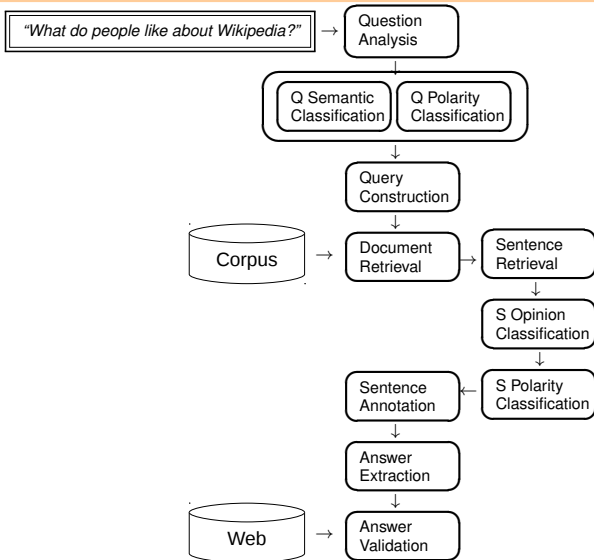 “What do people like about Wikipedia?”
Question
Analysis
Q Semantic
Classification
Q Polarity
Classification
Query
Construction
Corpus
Document
Retrieval
Sentence
Retrieval
S Opinion
Classification
S Polarity
Classification
Sentence
Annotation
Answer
Extraction
Web
Answer
Validation